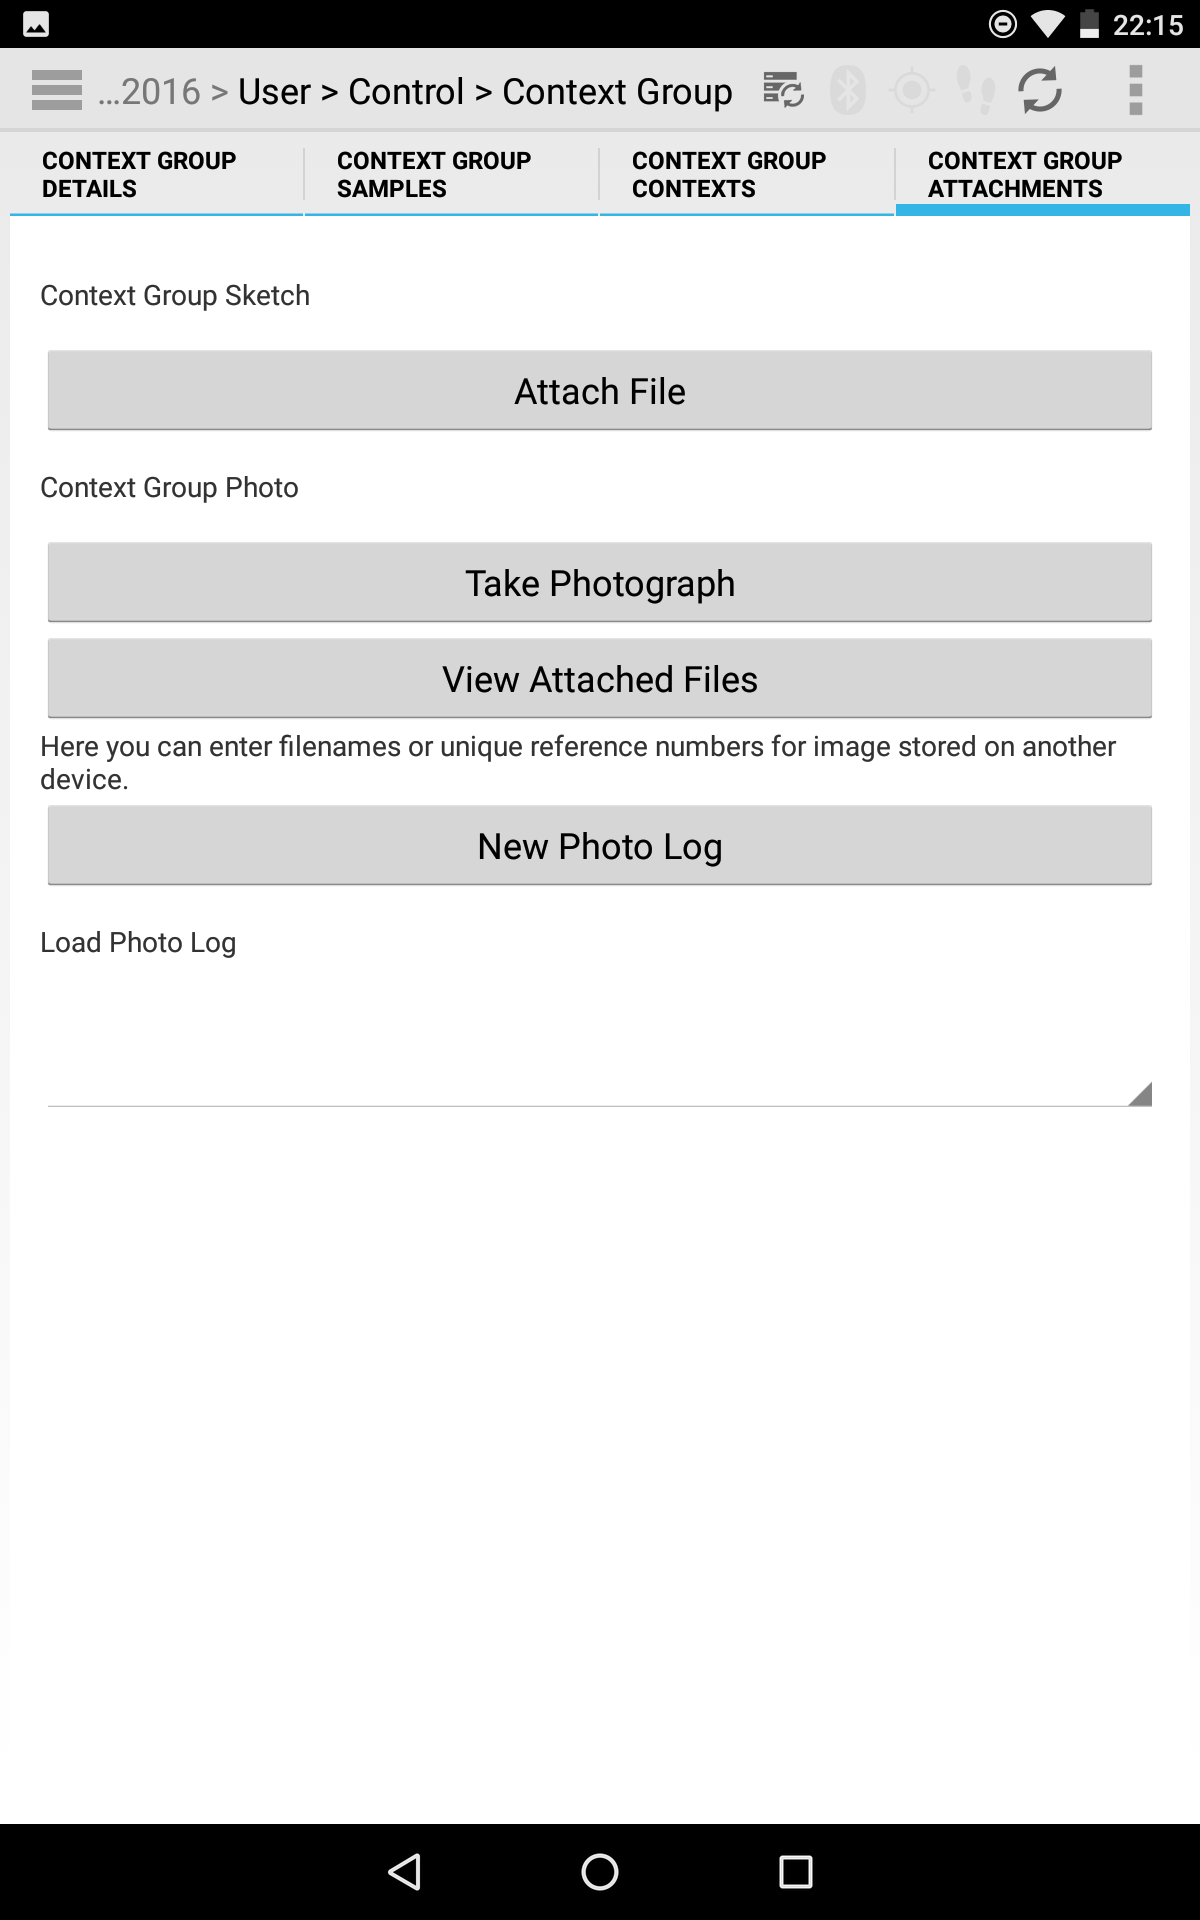 22:15
...2016 > User > Control > Context Group
CONTEXT GROUP
DETAILS
CONTEXT GROUP
SAMPLES
CONTEXT GROUP
CONTEXTS
CONTEXT GROUP
ATTACHMENTS
Context Group Sketch
Attach File
Context Group Photo
Take Photograph
View Attached Files
Here you can enter filenames or unique reference numbers for image stored on another
device.
New Photo Log
Load Photo Log